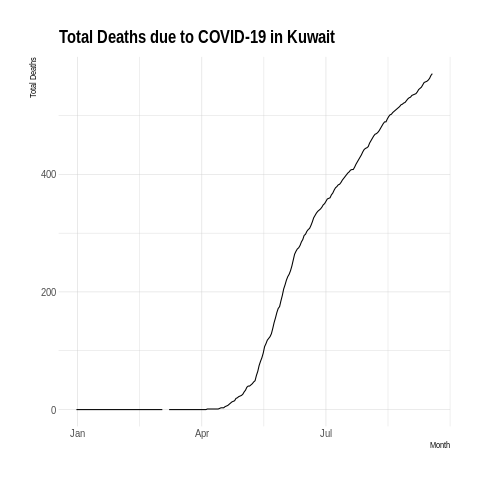 Total Deaths due to COVID-19 in Kuwait
Total Deaths
400
200
0
Jan Apr Jul
Month